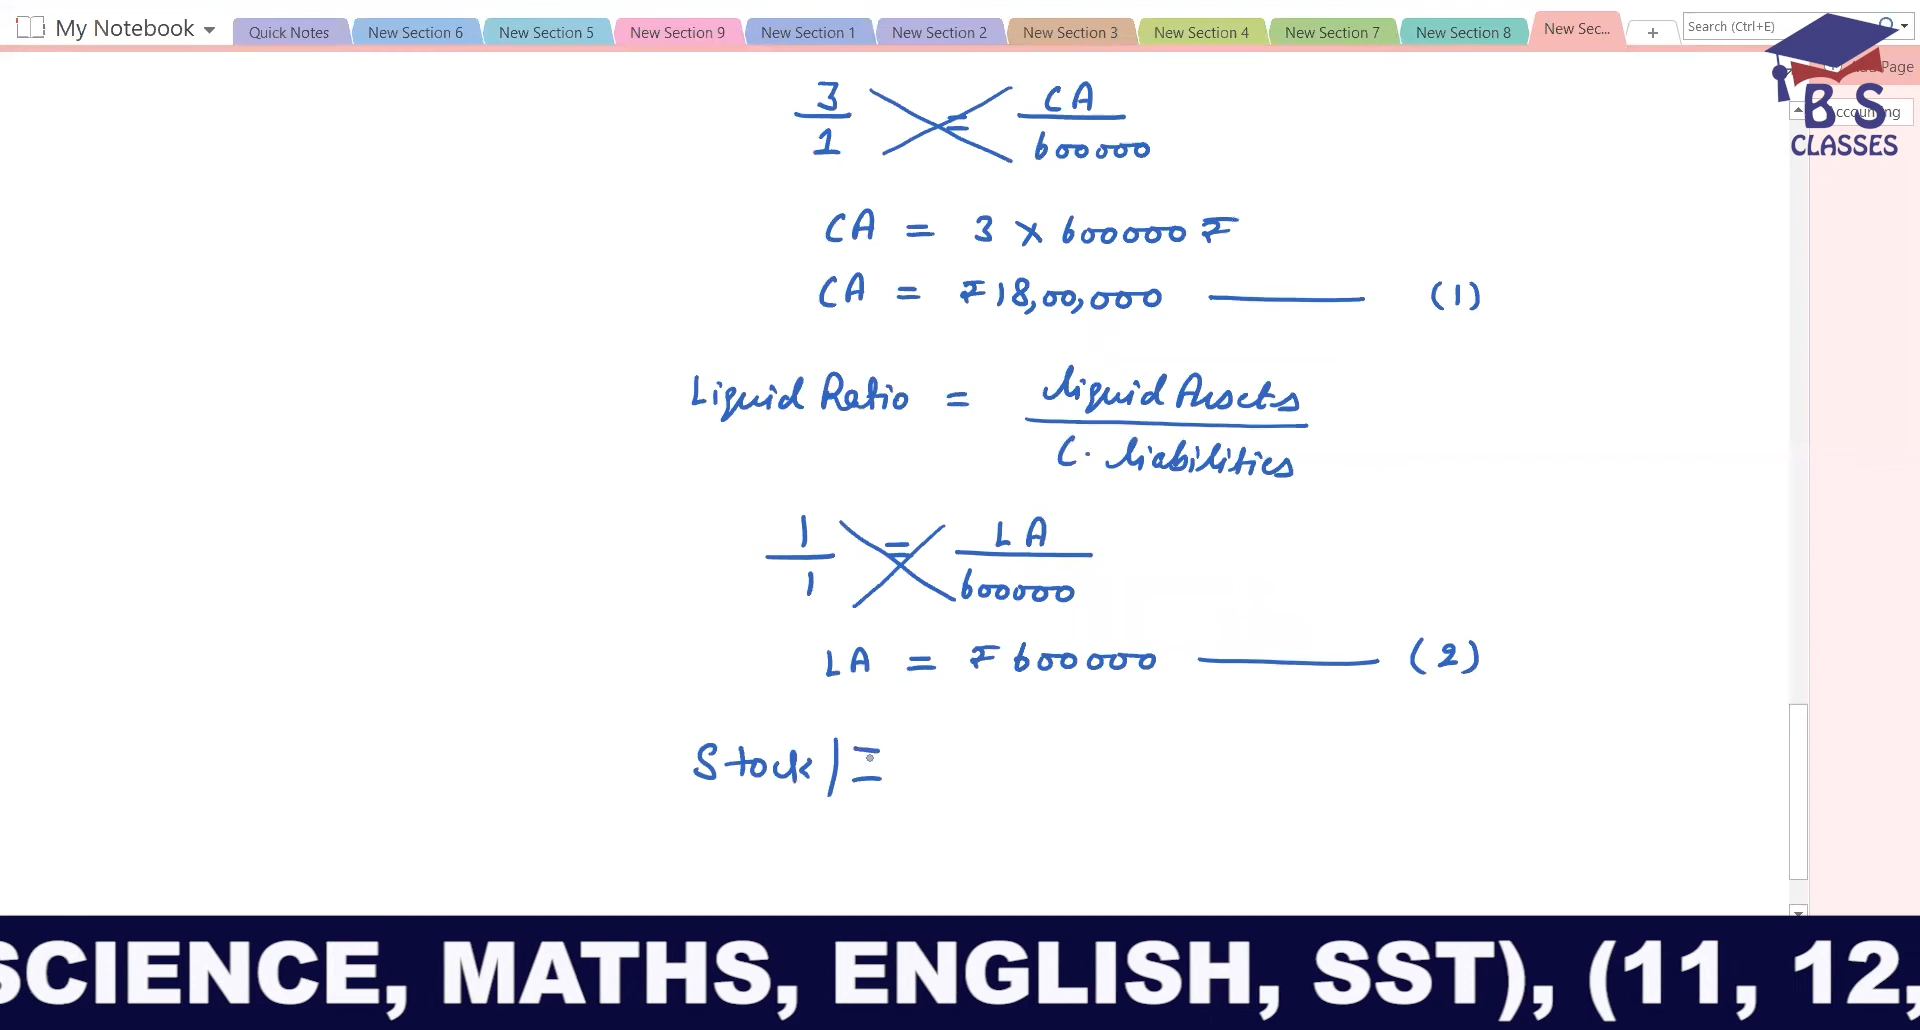 My Notebook Quick Notes New Section 6 New Section 5 New Section 9 New Section 1 New Section 2 New Section 3 New Section 4 New Section 7 New Section 8 New Sec... + Search (Ctrl+E)
Page
BS
CLASSES
3/1 = CA/600000
CA = 3 × 600000 ₹
CA = ₹18,00,000 ——— (1)
Liquid Ratio = Liquid Assets
C. Liabilities
1/1 = LA/600000
LA = ₹600000 ——— (2)
Stock | =
SCIENCE, MATHS, ENGLISH, SST), (11, 12,